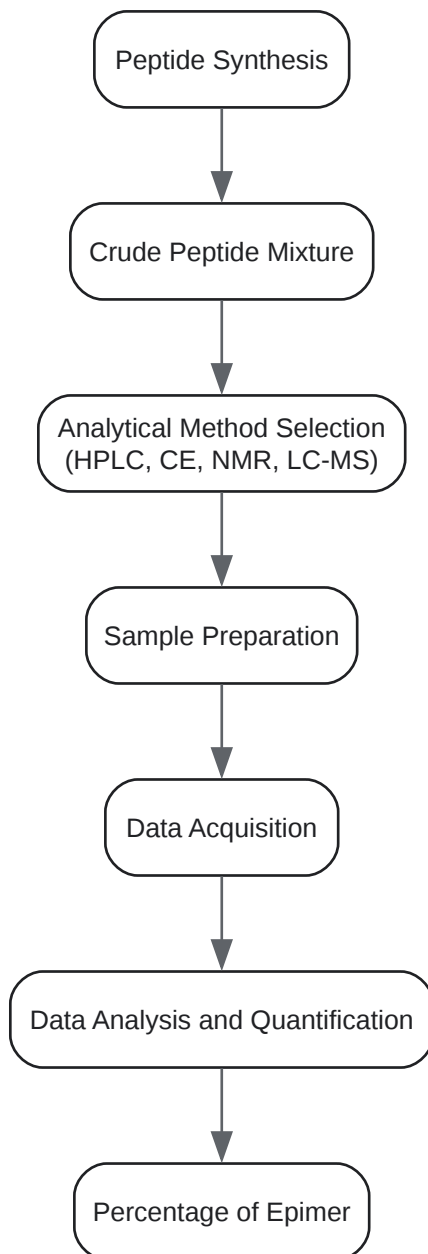 Peptide Synthesis
Crude Peptide Mixture
Analytical Method Selection
(HPLC, CE, NMR, LC-MS)
Sample Preparation
Data Acquisition
Data Analysis and Quantification
Percentage of Epimer